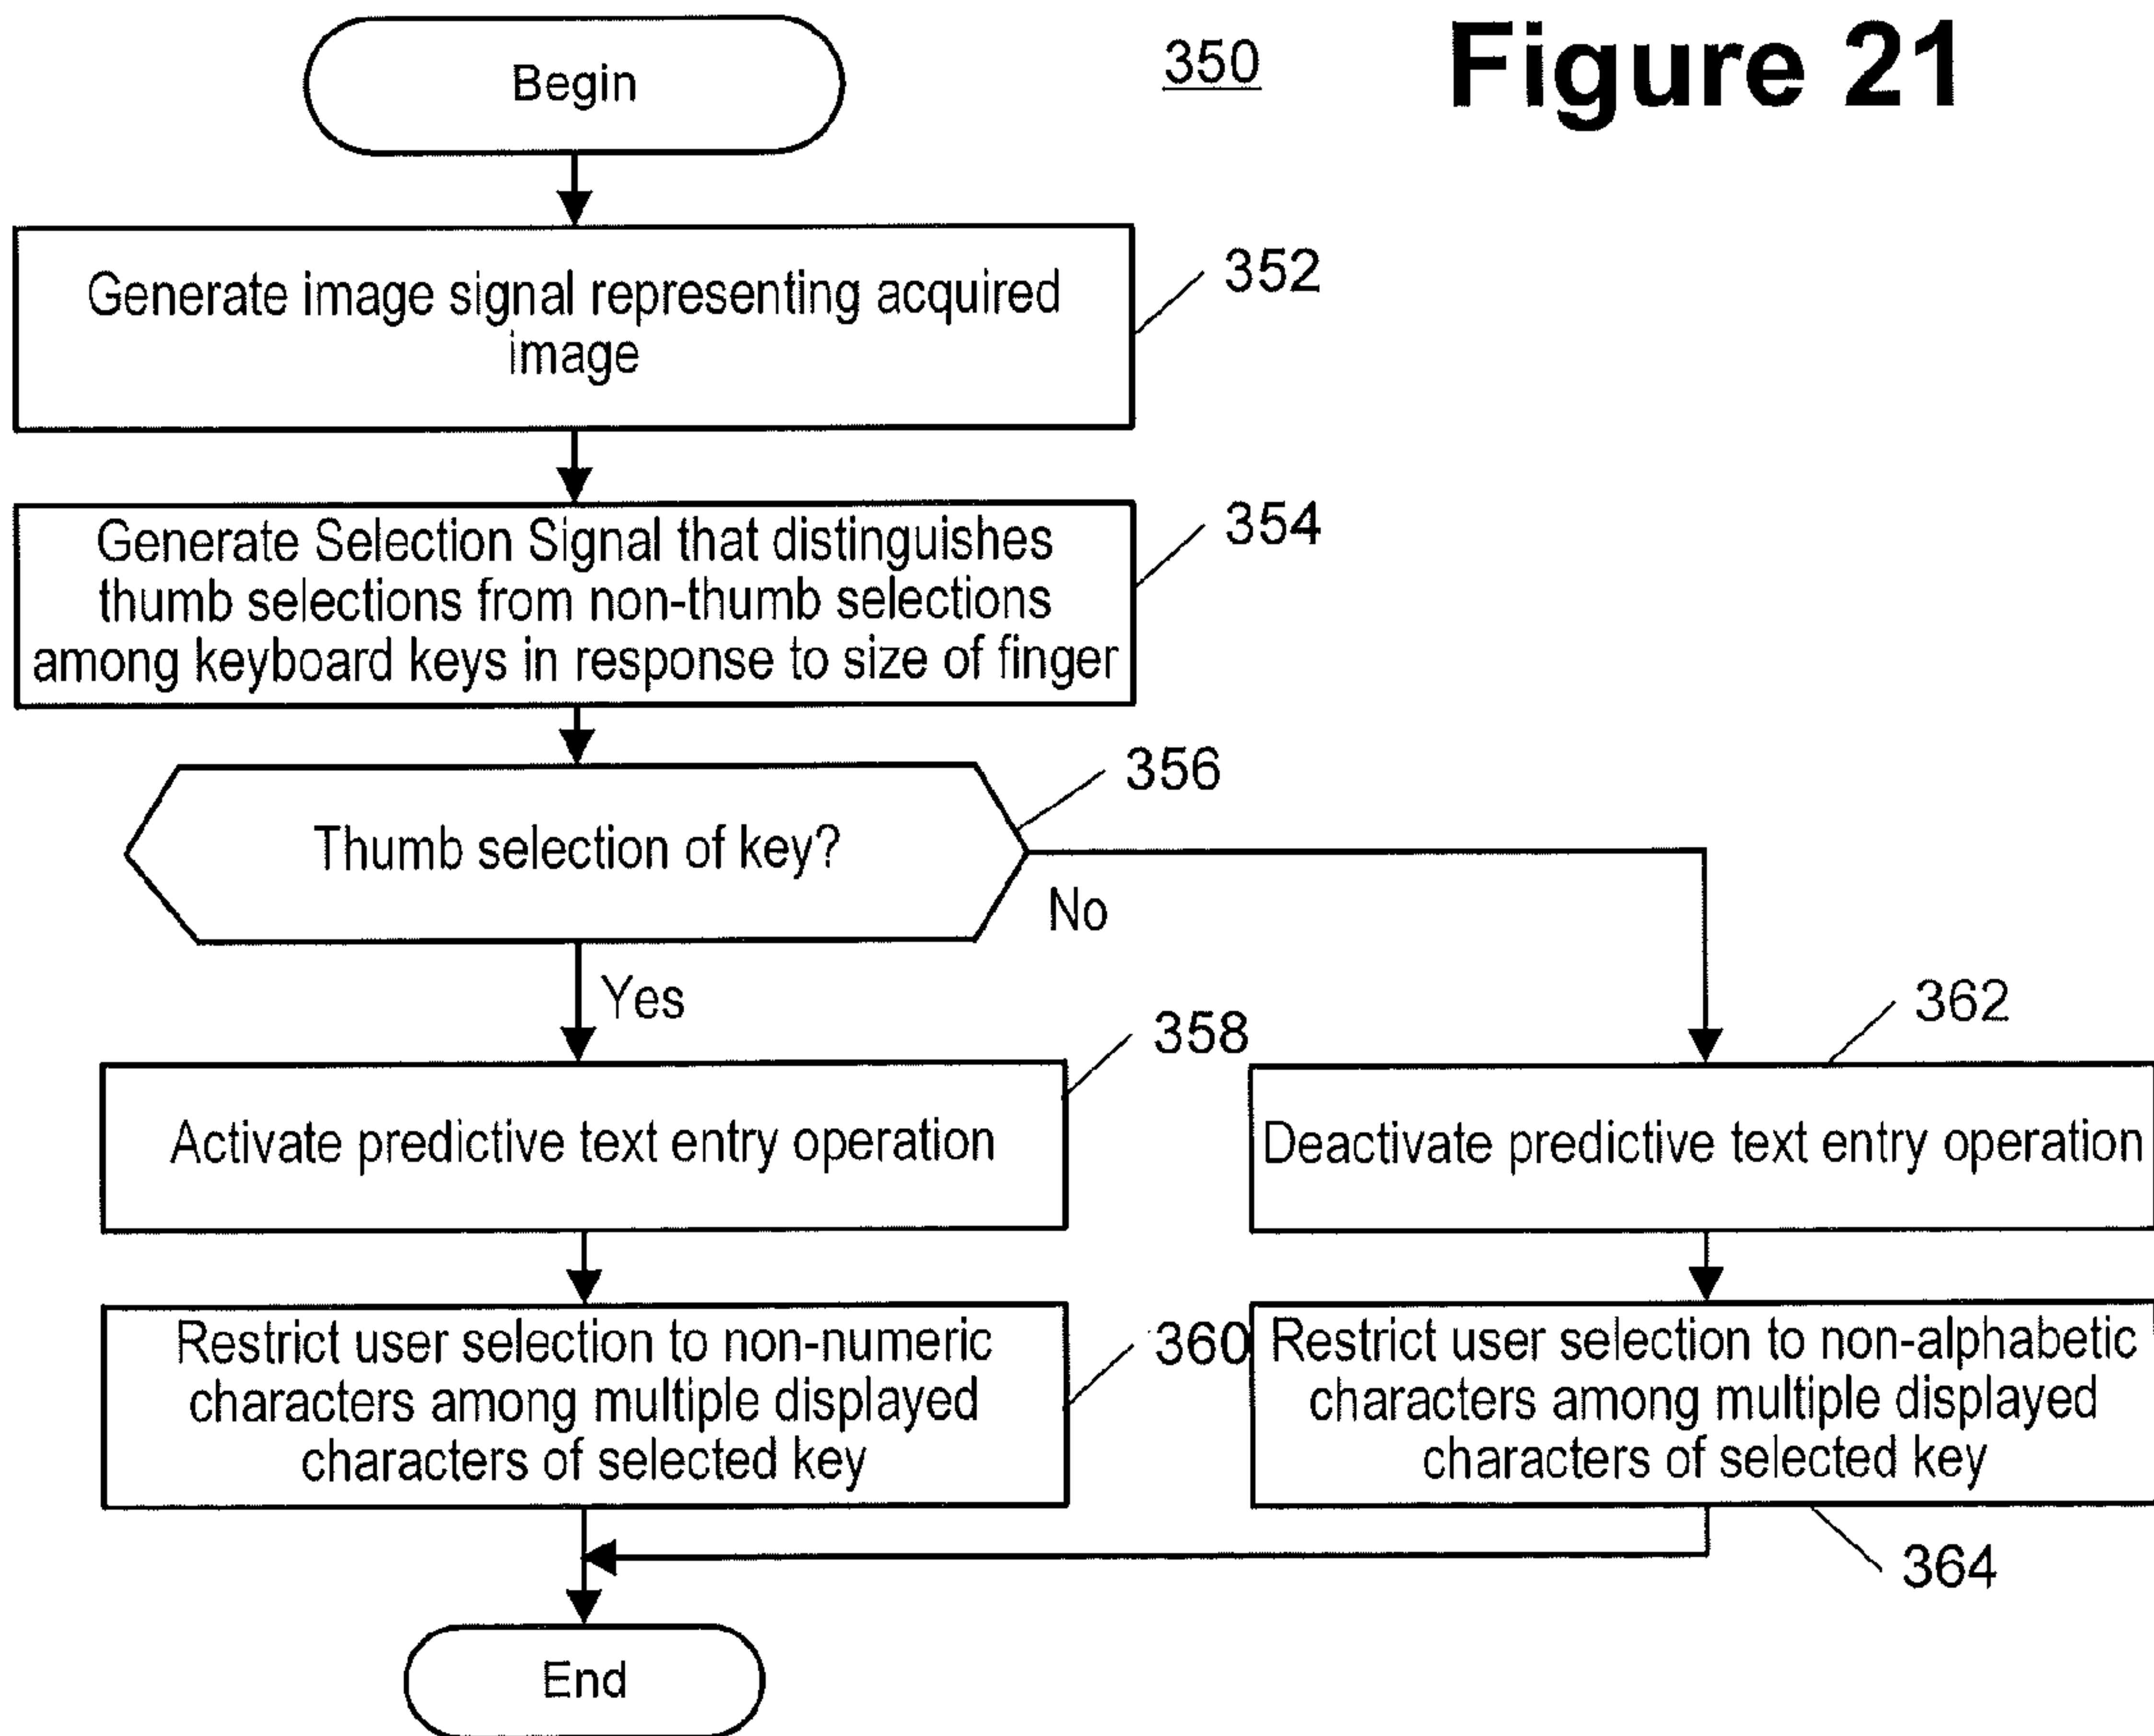 Figure 21
350
Begin
Generate image signal representing acquired
image
352
Generate Selection Signal that distinguishes
thumb selections from non-thumb selections
among keyboard keys in response to size of finger
354
Thumb selection of key?
356
No
Yes
Activate predictive text entry operation
358
Deactivate predictive text entry operation
362
Restrict user selection to non-numeric
characters among multiple displayed
characters of selected key
360
Restrict user selection to non-alphabetic
characters among multiple displayed
characters of selected key
364
End